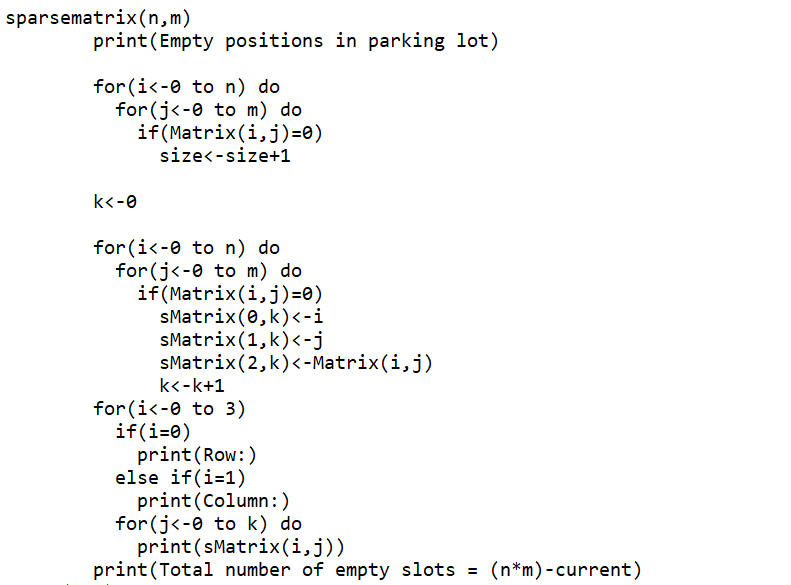 sparsematrix(n,m)
print(Empty positions in parking lot)
for(i<-0 to n) do
for(j<-0 to m) do
if(Matrix(i,j)=0)
size<-size+1
k<-0
for(i<-0 to n) do
for(j<-0 to m) do
if(Matrix(i,j)=0)
sMatrix(0,k)<-i
sMatrix(1,k)<-j
sMatrix(2,k)<-Matrix(i,j)
k<-k+1
for(i<-0 to 3)
if(i=0)
print(Row:)
else if(i=1)
print(Column:)
for(j<-0 to k) do
print(sMatrix(i,j))
print(Total number of empty slots = (n*m)-current)